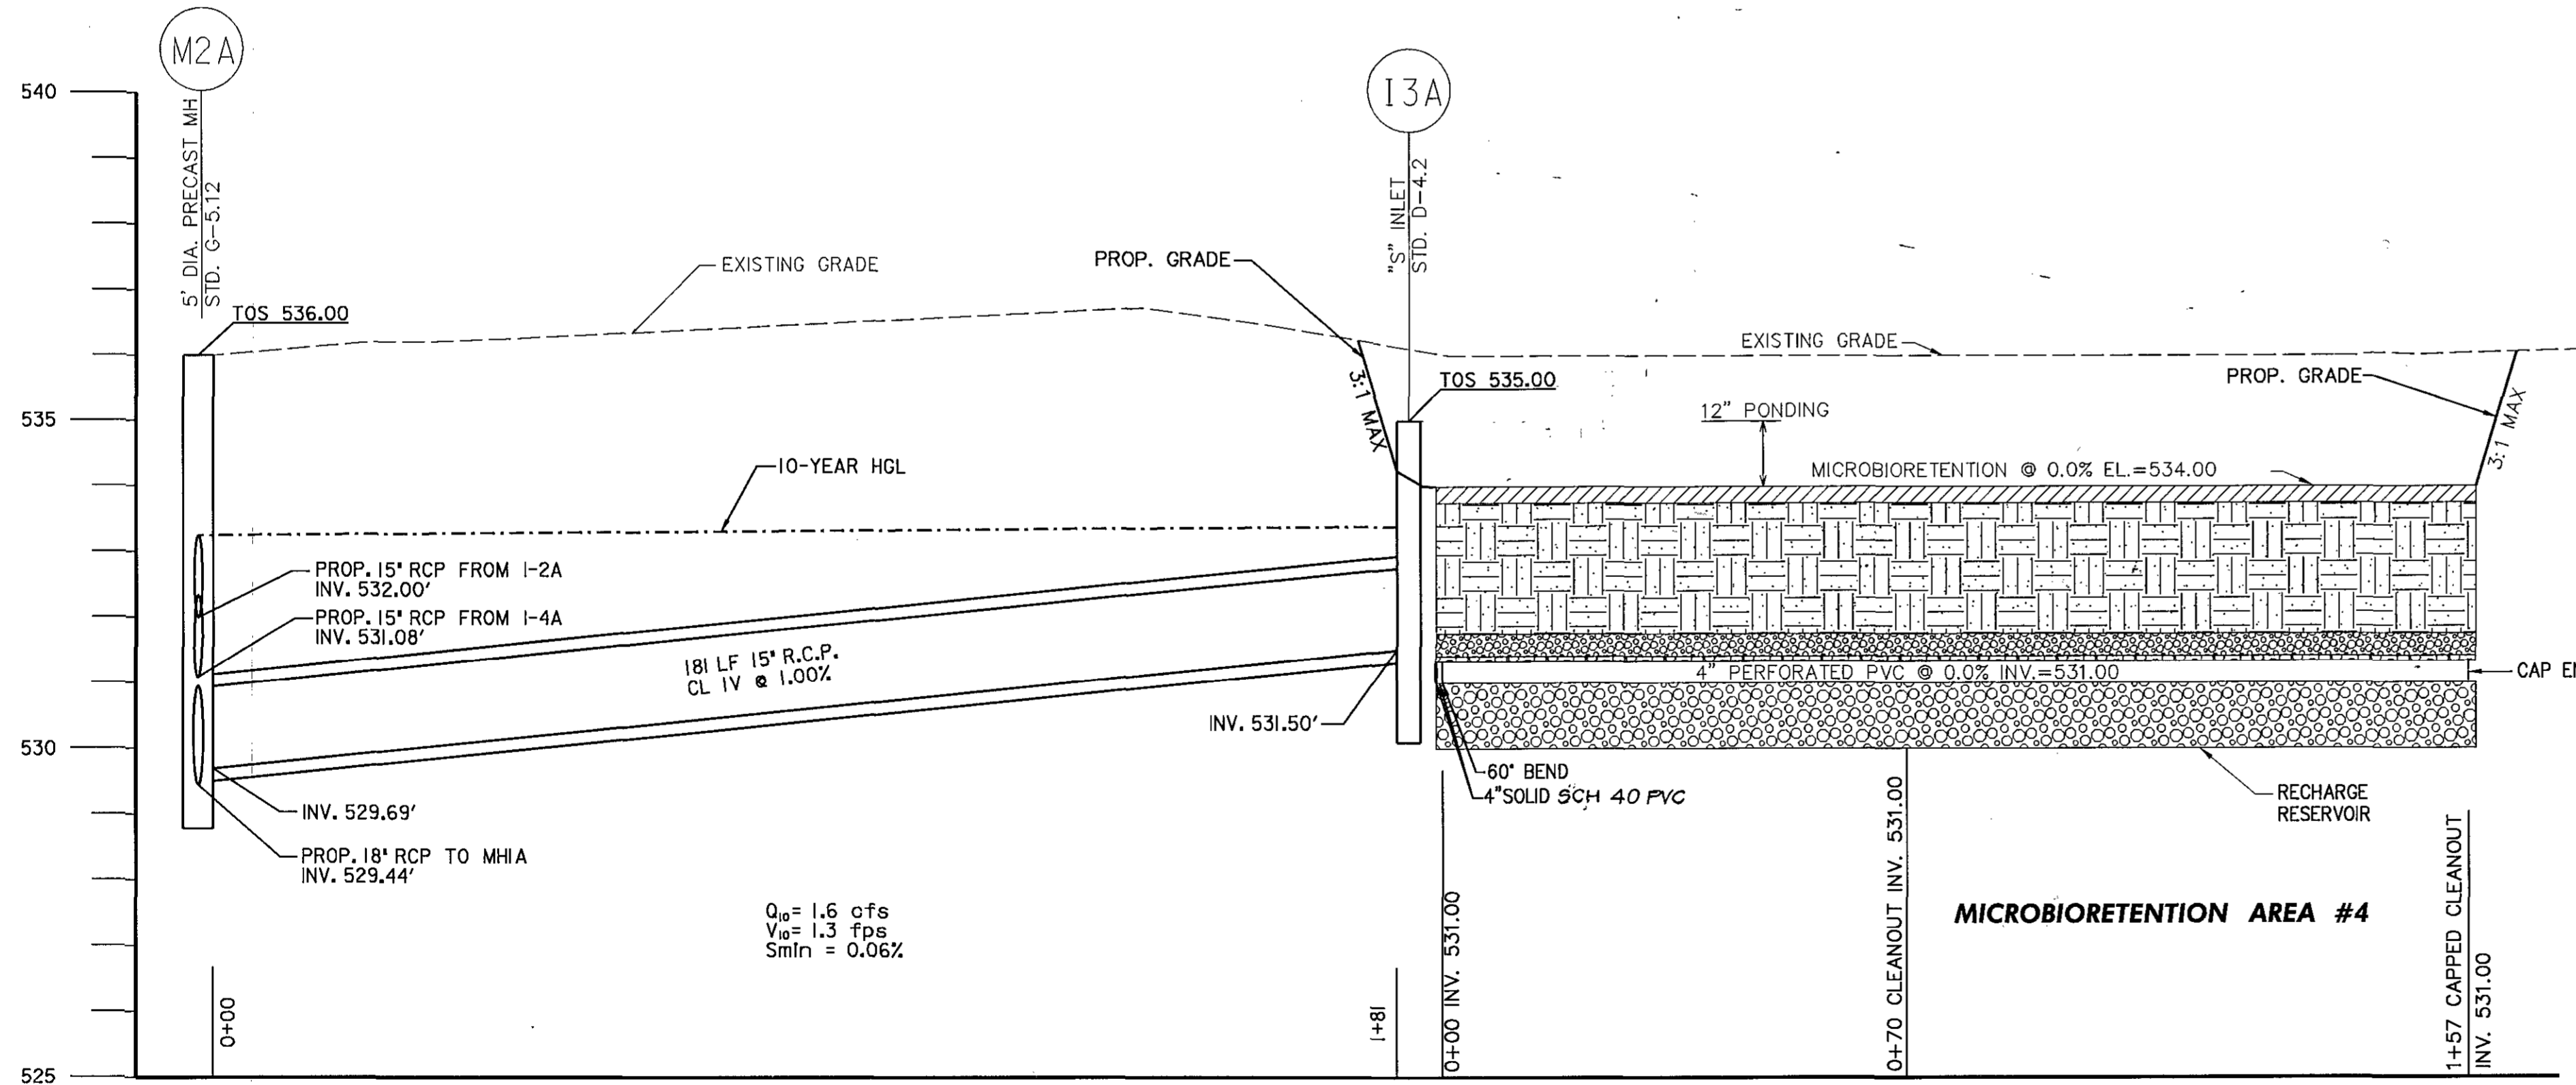 M2A
I3A
540
535
530
525
5' DIA. PRECAST MH
STD. G-5.12
"S" INLET
STD. D-4.2
EXISTING GRADE
PROP. GRADE
TOS 536.00
3:1 MAX
TOS 535.00
EXISTING GRADE
PROP. GRADE
3:1 MAX
12" PONDING
MICROBIORETENTION @ 0.0% EL.=534.00
10-YEAR HGL
PROP. 15" RCP FROM I-2A
INV. 532.00'
PROP. 15" RCP FROM I-4A
INV. 531.08'
181 LF 15" R.C.P.
CL IV @ 1.00%
4" PERFORATED PVC @ 0.0% INV.=531.00
CAP
INV. 531.50'
60° BEND
4" SOLID SCH 40 PVC
RECHARGE
RESERVOIR
INV. 529.69'
PROP. 18" RCP TO MH1A
INV. 529.44'
Q10= 1.6 cfs
V10= 1.3 fps
Smin = 0.06%
MICROBIORETENTION AREA #4
0+00
1+81
0+00 INV. 531.00
0+70 CLEANOUT INV. 531.00
1+57 CAPPED CLEANOUT
INV. 531.00